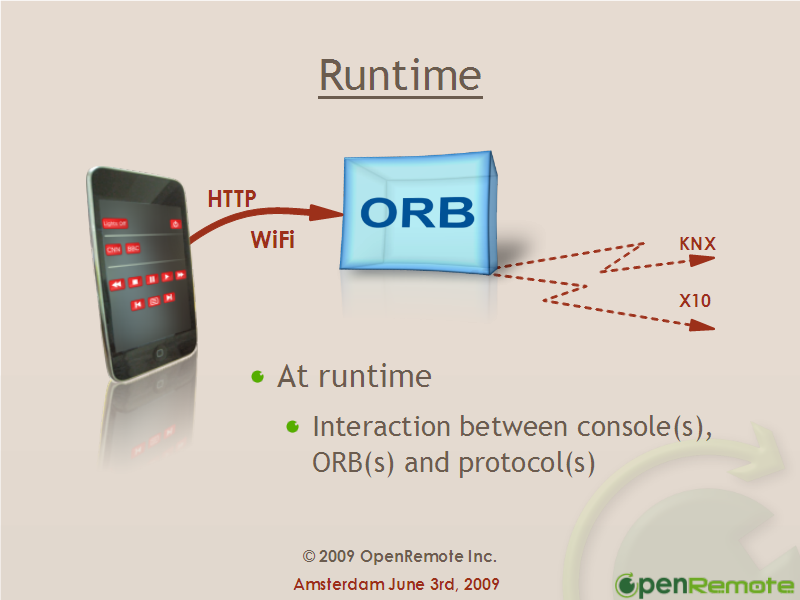 Runtime
HTTP
WiFi
ORB
Lights Off
CNN BBC
KNX
X10
At runtime
Interaction between console(s),
ORB(s) and protocol(s)
© 2009 OpenRemote Inc.
Amsterdam June 3rd, 2009
OpenRemote